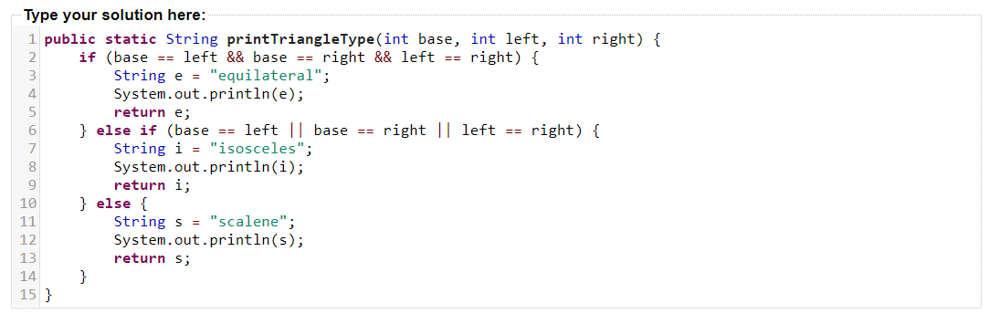 Type your solution here:
1 public static String printTriangleType(int base, int left, int right) {
2     if (base == left && base == right && left == right) {
3         String e = "equilateral";
4         System.out.println(e);
5         return e;
6     } else if (base == left || base == right || left == right) {
7         String i = "isosceles";
8         System.out.println(i);
9         return i;
10     } else {
11         String s = "scalene";
12         System.out.println(s);
13         return s;
14     }
15 }